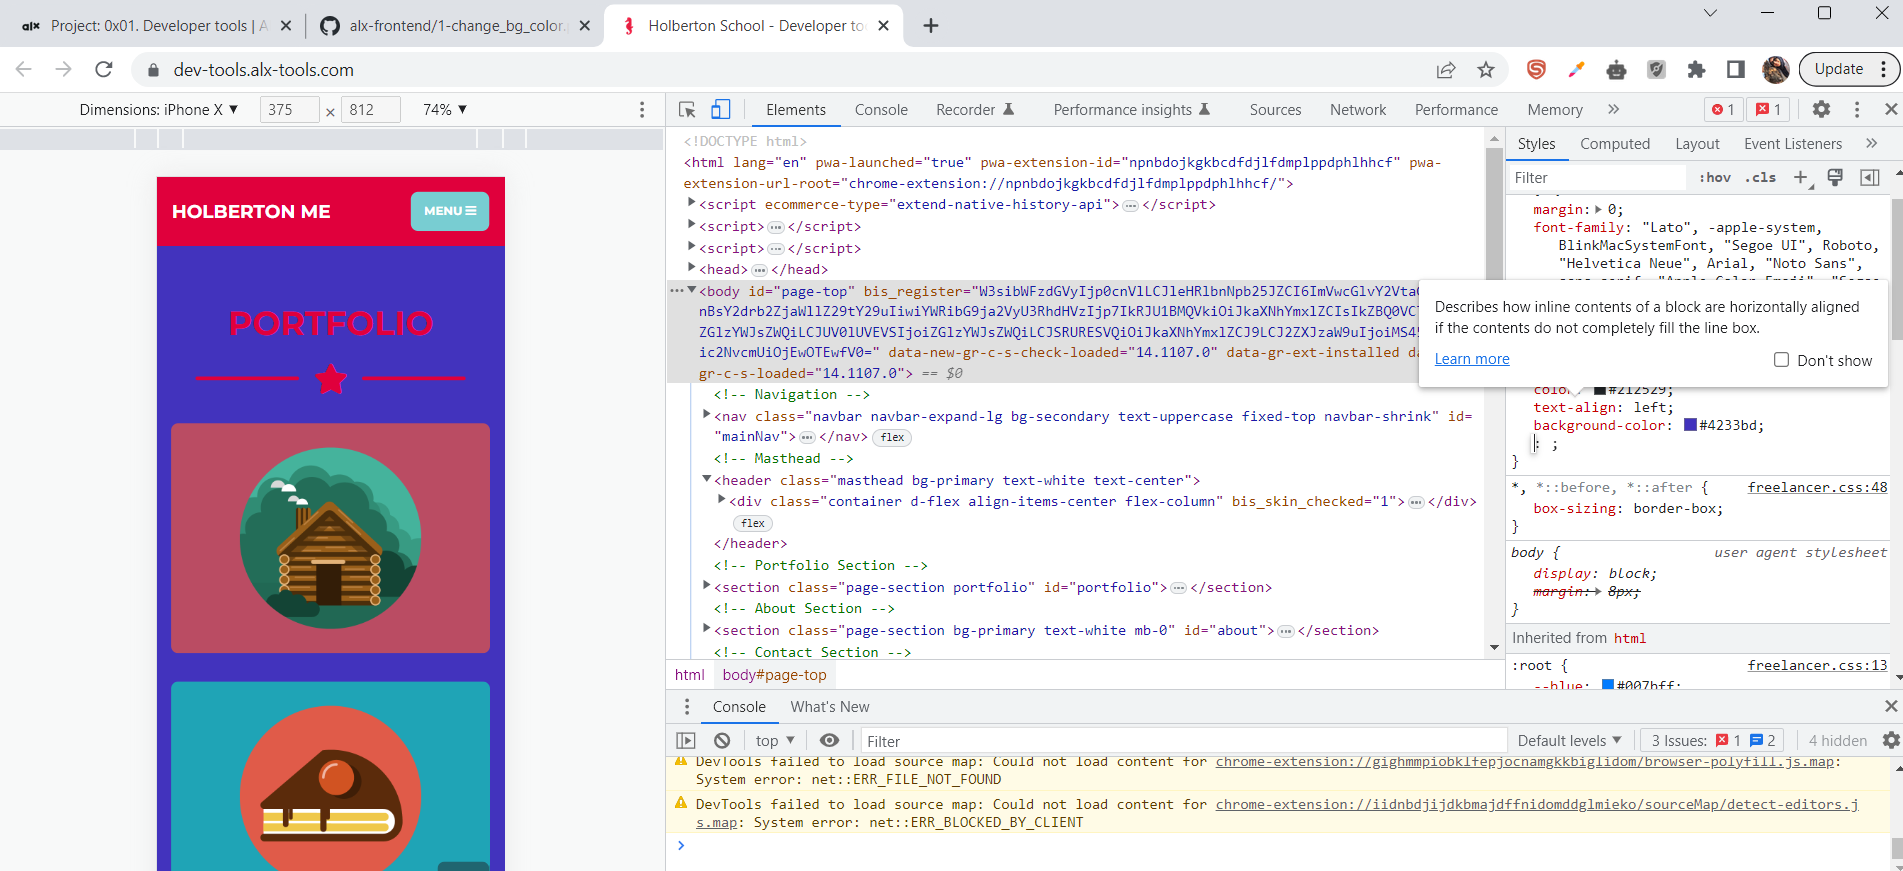 alx Project: 0x01. Developer tools | A
alx-frontend/1-change_bg_color.
Holberton School - Developer to
dev-tools.alx-tools.com
Update
Dimensions: iPhone X ▼ 375 × 812 74% ▼
HOLBERTON ME
MENU
PORTFOLIO
Elements Console Recorder Performance insights Sources Network Performance Memory » 1 1
<!DOCTYPE html>
<html lang="en" pwa-launched="true" pwa-extension-id="npnbdojkgkbcdfdjlfdmplppdphlhhcf" pwa-
extension-url-root="chrome-extension://npnbdojkgkbcdfdjlfdmplppdphlhhcf/">
<script ecommerce-type="extend-native-history-api">…</script>
<script>…</script>
<script>…</script>
<head>…</head>
<body id="page-top" bis_register="
" data-new-gr-c-s-check-loaded="14.1107.0" data-gr-ext-installed
gr-c-s-loaded="14.1107.0"> == $0
<!-- Navigation -->
<nav class="navbar navbar-expand-lg bg-secondary text-uppercase fixed-top navbar-shrink" id=
"mainNav">…</nav> flex
<!-- Masthead -->
<header class="masthead bg-primary text-white text-center">
<div class="container d-flex align-items-center flex-column" bis_skin_checked="1">…</div>
flex
</header>
<!-- Portfolio Section -->
<section class="page-section portfolio" id="portfolio">…</section>
<!-- About Section -->
<section class="page-section bg-primary text-white mb-0" id="about">…</section>
<!-- Contact Section -->
html body#page-top
Styles Computed Layout Event Listeners »
Filter :hov .cls +
margin: 0;
font-family: "Lato", -apple-system,
BlinkMacSystemFont, "Segoe UI", Roboto,
"Helvetica Neue", Arial, "Noto Sans",
Describes how inline contents of a block are horizontally aligned
if the contents do not completely fill the line box.
Learn more Don't show
color: #212529;
text-align: left;
background-color: #4233bd;
: ;
}
*, *::before, *::after { freelancer.css:48
box-sizing: border-box;
}
body { user agent stylesheet
display: block;
margin: 8px;
}
Inherited from html
:root { freelancer.css:13
--blue: #007bff;
Console What's New
top ▼ Filter Default levels ▼ 3 Issues: 1 2 4 hidden
DevTools failed to load source map: Could not load content for chrome-extension://gighmmpiobklfepjocnamgkkbiglidom/browser-polyfill.js.map:
System error: net::ERR_FILE_NOT_FOUND
DevTools failed to load source map: Could not load content for chrome-extension://iidnbdjijdkbmajdffnidomddglmieko/sourceMap/detect-editors.j
s.map: System error: net::ERR_BLOCKED_BY_CLIENT